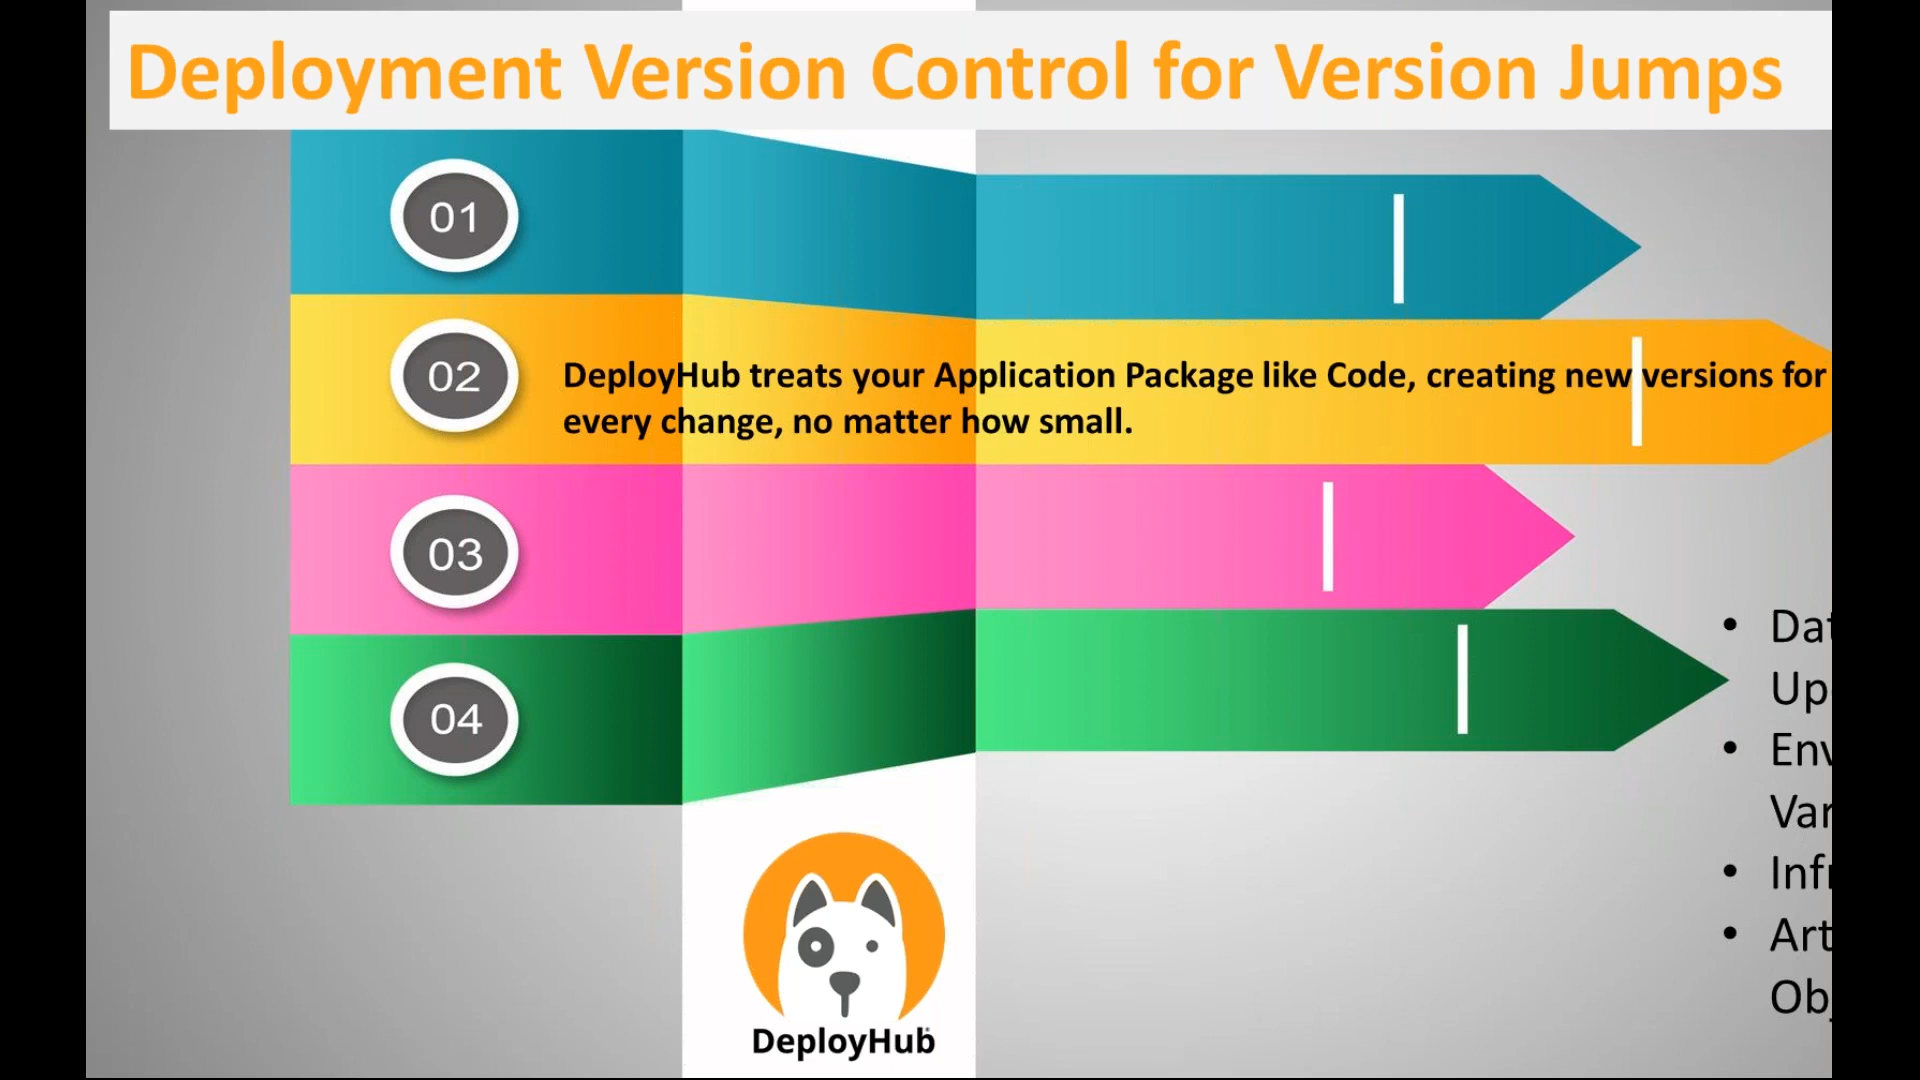 Deployment Version Control for Version Jumps
01
02
DeployHub treats your Application Package like Code, creating new versions for
every change, no matter how small.
03
04
•
•
•
•
DeployHub